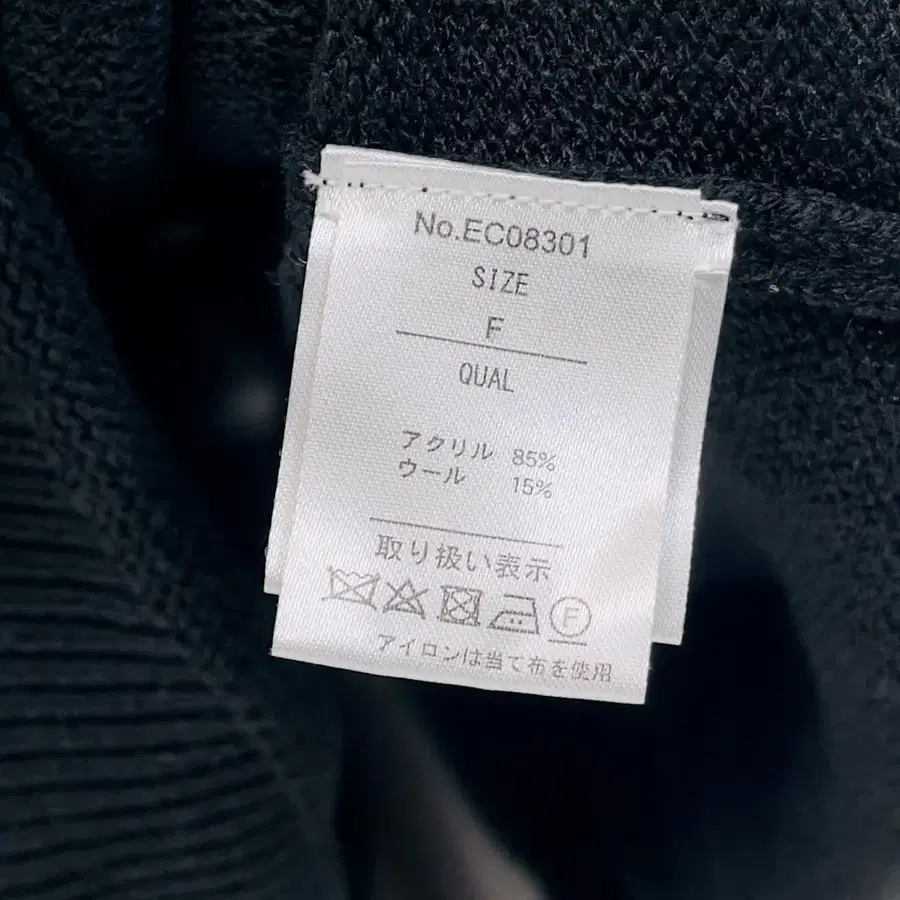 No.EC08301
SIZE
F
QUAL
アクリル 85%
ウール 15%
取り扱い表示
F
アイロンは当て布を使用